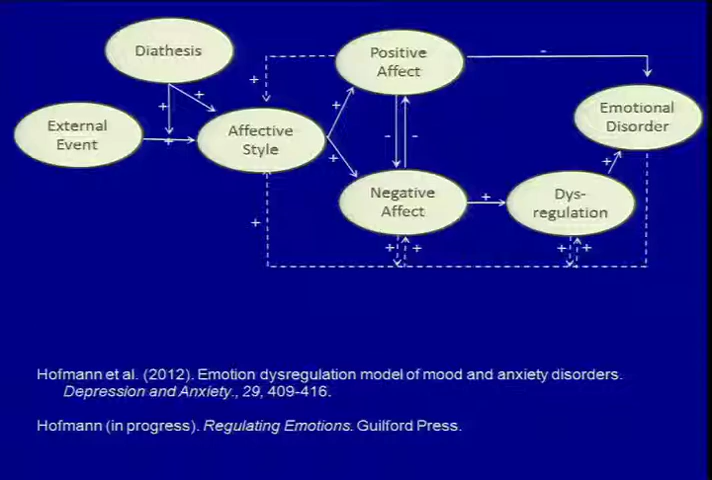 Diathesis
Positive
Affect
-
+
+
+
+
Emotional
Disorder
External
Event
+
Affective
Style
-
-
+
+
Negative
Affect
+
Dys-
regulation
+
+
+
+
+
Hofmann et al. (2012). Emotion dysregulation model of mood and anxiety disorders.
Depression and Anxiety., 29, 409-416.
Hofmann (in progress). Regulating Emotions. Guilford Press.